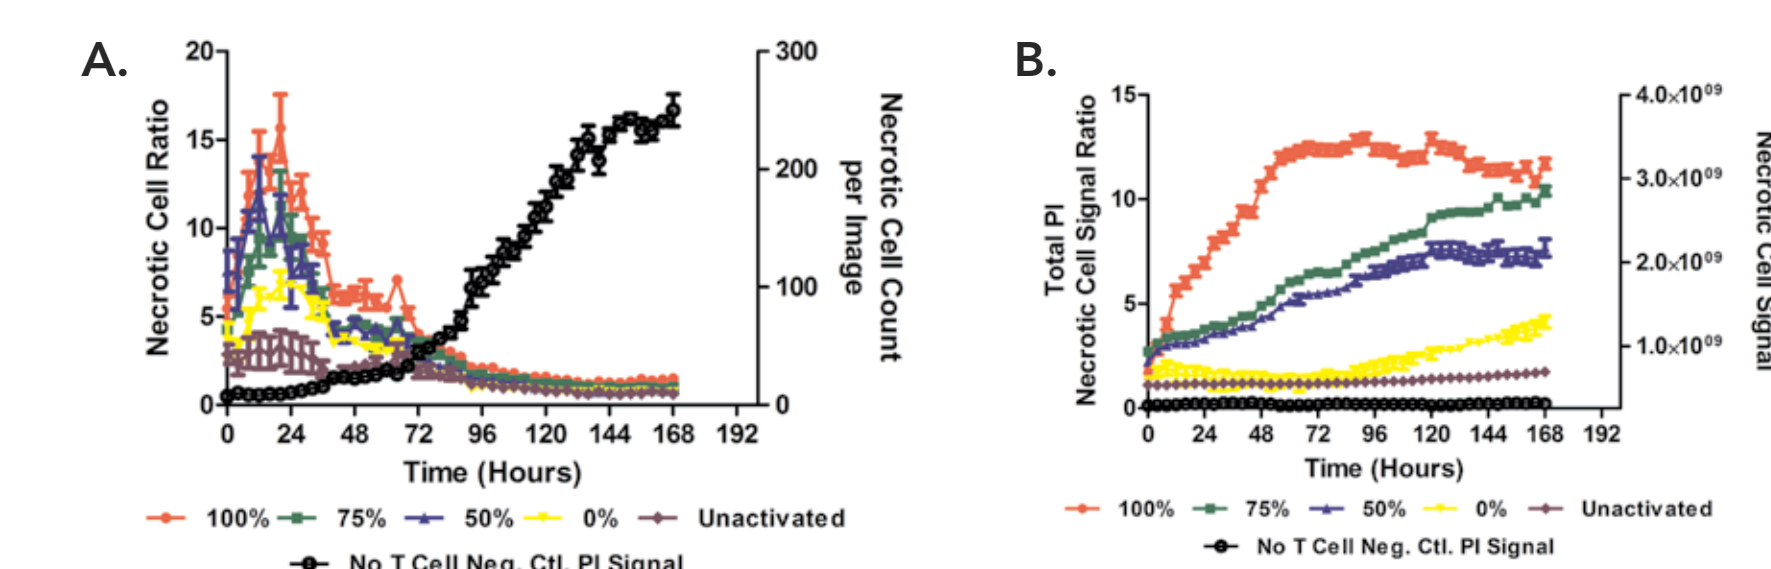 A.
20
15
10
5
0
Necrotic Cell Ratio
300
200
100
0
Necrotic Cell Count
per Image
0 24 48 72 96 120 144 168 192
Time (Hours)
100% 75% 50% 0% Unactivated
No T Cell Neg. Ctl. PI Signal
B.
15
10
5
0
Total PI
Necrotic Cell Signal Ratio
4.0×10⁰⁹
3.0×10⁰⁹
2.0×10⁰⁹
1.0×10⁰⁹
Necrotic Cell Signal
0 24 48 72 96 120 144 168 192
Time (Hours)
100% 75% 50% 0% Unactivated
No T Cell Neg. Ctl. PI Signal